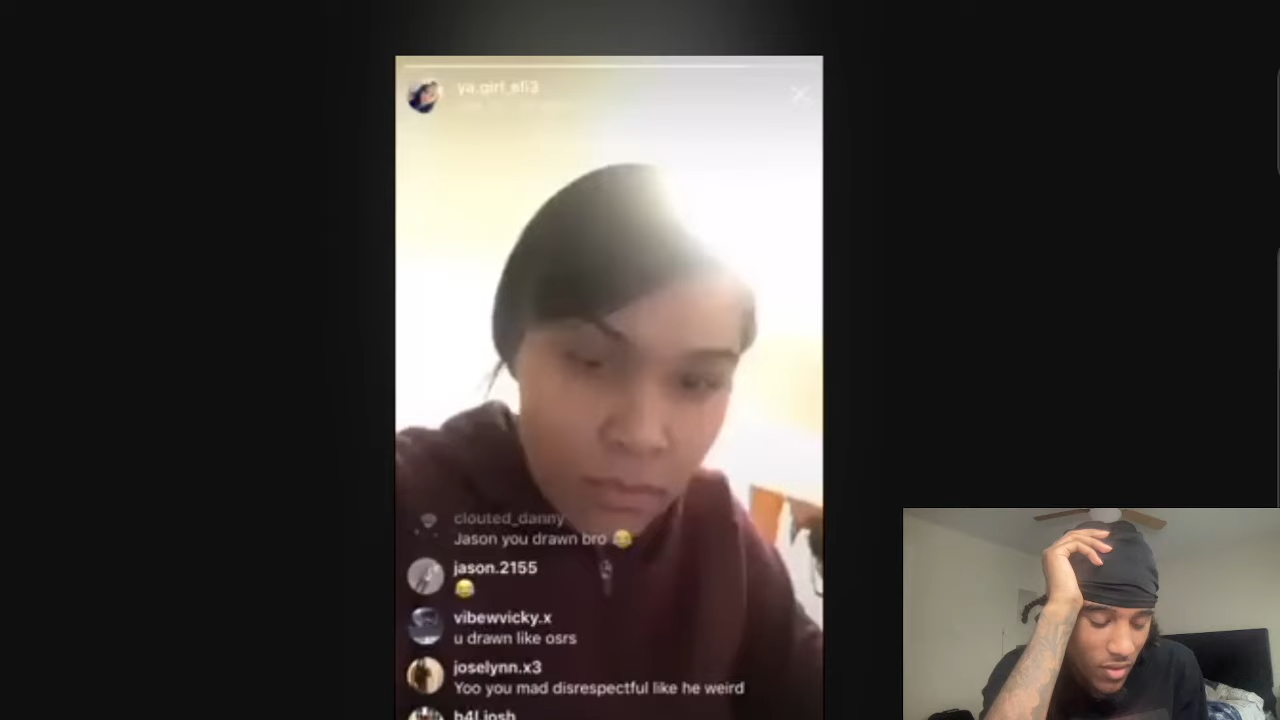 ya.girl_efi3
clouted_danny
Jason you drawn bro 😂
jason.2155
😂
vibewvicky.x
u drawn like osrs
joselynn.x3
Yoo you mad disrespectful like he weird